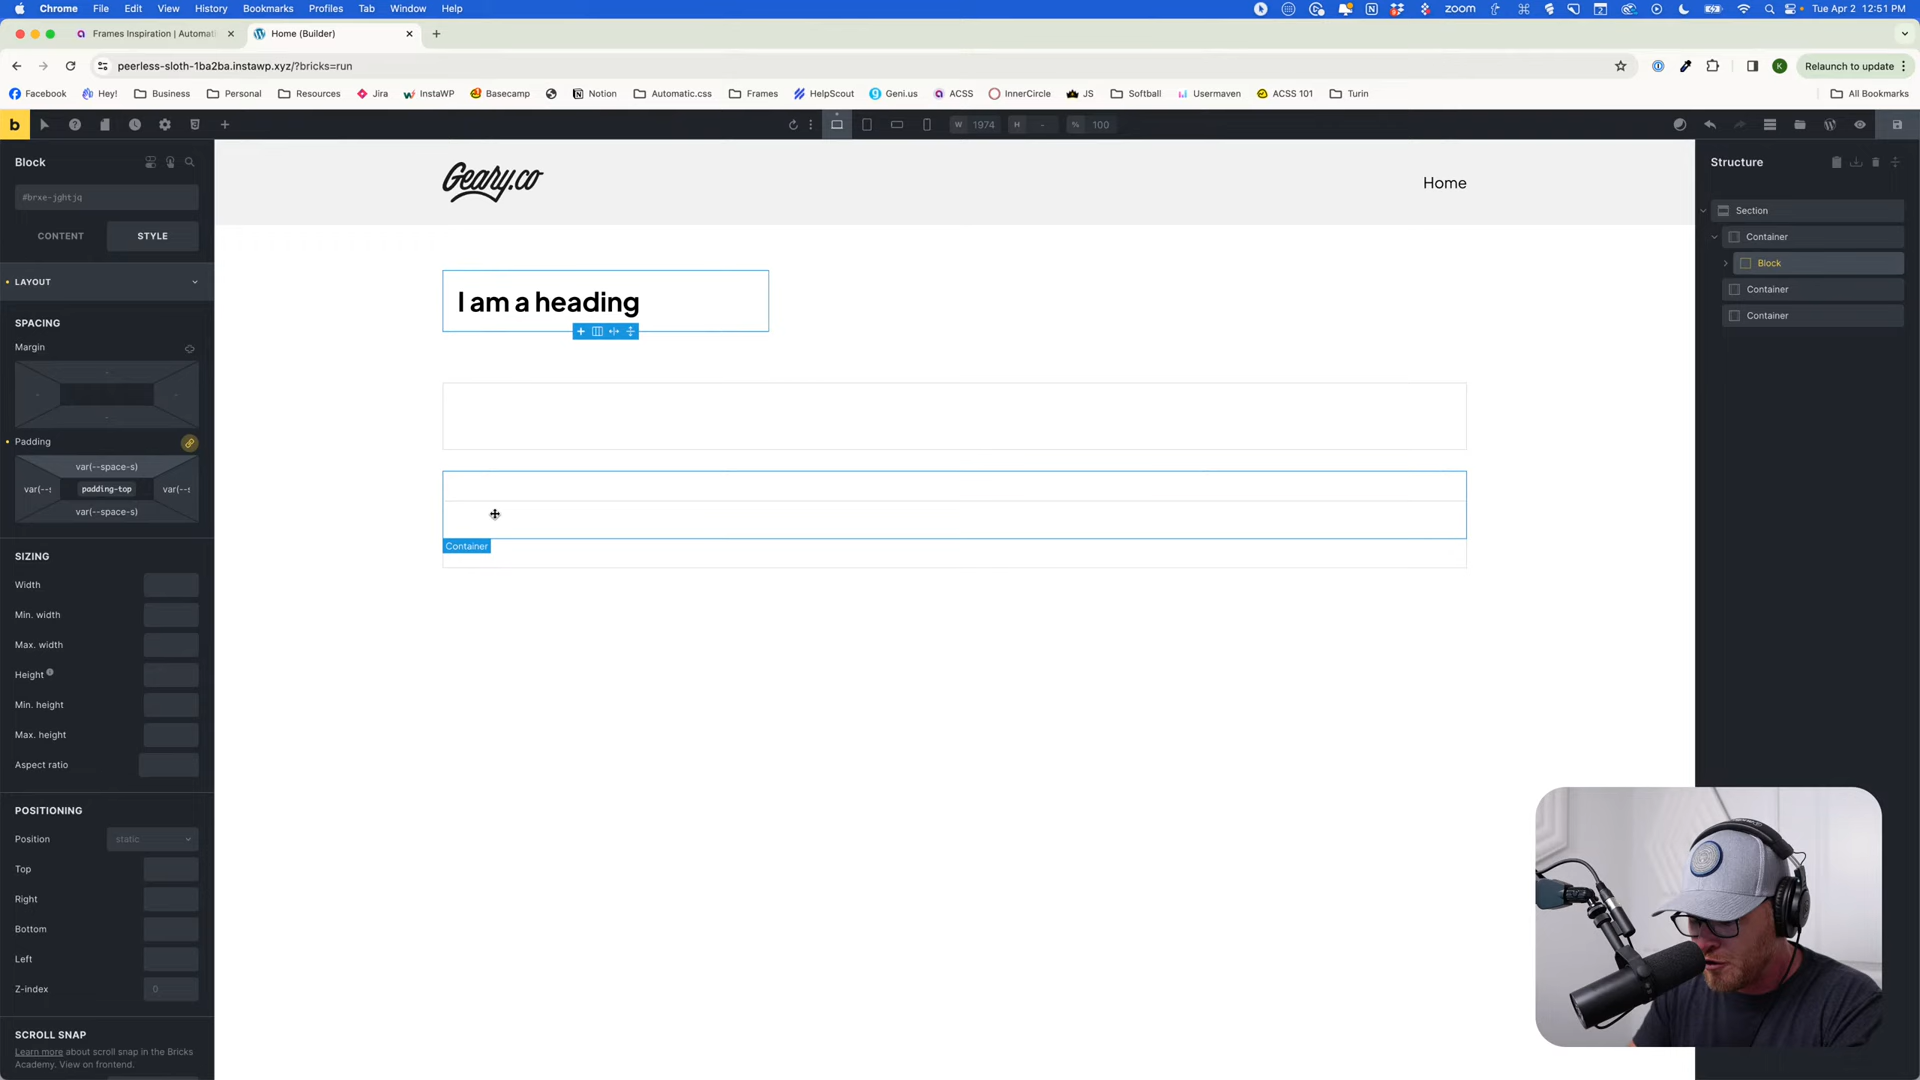 Chrome File Edit View History Bookmarks Profiles Tab Window Help
zoom Tue Apr 2 12:51 PM
Frames Inspiration | Automat
Home (Builder)
peerless-sloth-1ba2ba.instawp.xyz/?bricks=run
K
Relaunch to update
Facebook Hey! Business Personal Resources Jira InstaWP Basecamp Notion Automatic.css Frames HelpScout Geni.us ACSS InnerCircle JS Softball Usermaven ACSS 101 Turin All Bookmarks
b
W 1974 H - % 100
Block
#brxe-jghtjq
CONTENT STYLE
LAYOUT
SPACING
Margin
Padding
var(--space-s)
var(--s padding-top var(--s
var(--space-s)
SIZING
Width
Min. width
Max. width
Height
Min. height
Max. height
Aspect ratio
POSITIONING
Position static
Top
Right
Bottom
Left
Z-index 0
SCROLL SNAP
Learn more about scroll snap in the Bricks
Academy. View on frontend.
Geary.co
Home
I am a heading
Container
Structure
Section
Container
Block
Container
Container